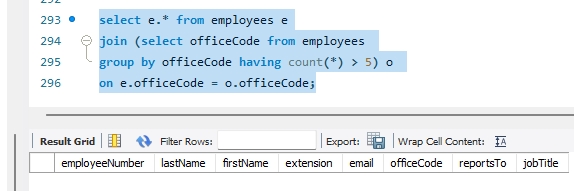 293 select e.* from employees e
294 join (select officeCode from employees
295 group by officeCode having count(*) > 5) o
296 on e.officeCode = o.officeCode;
Result Grid Filter Rows: Export: Wrap Cell Content:
employeeNumber lastName firstName extension email officeCode reportsTo jobTitle